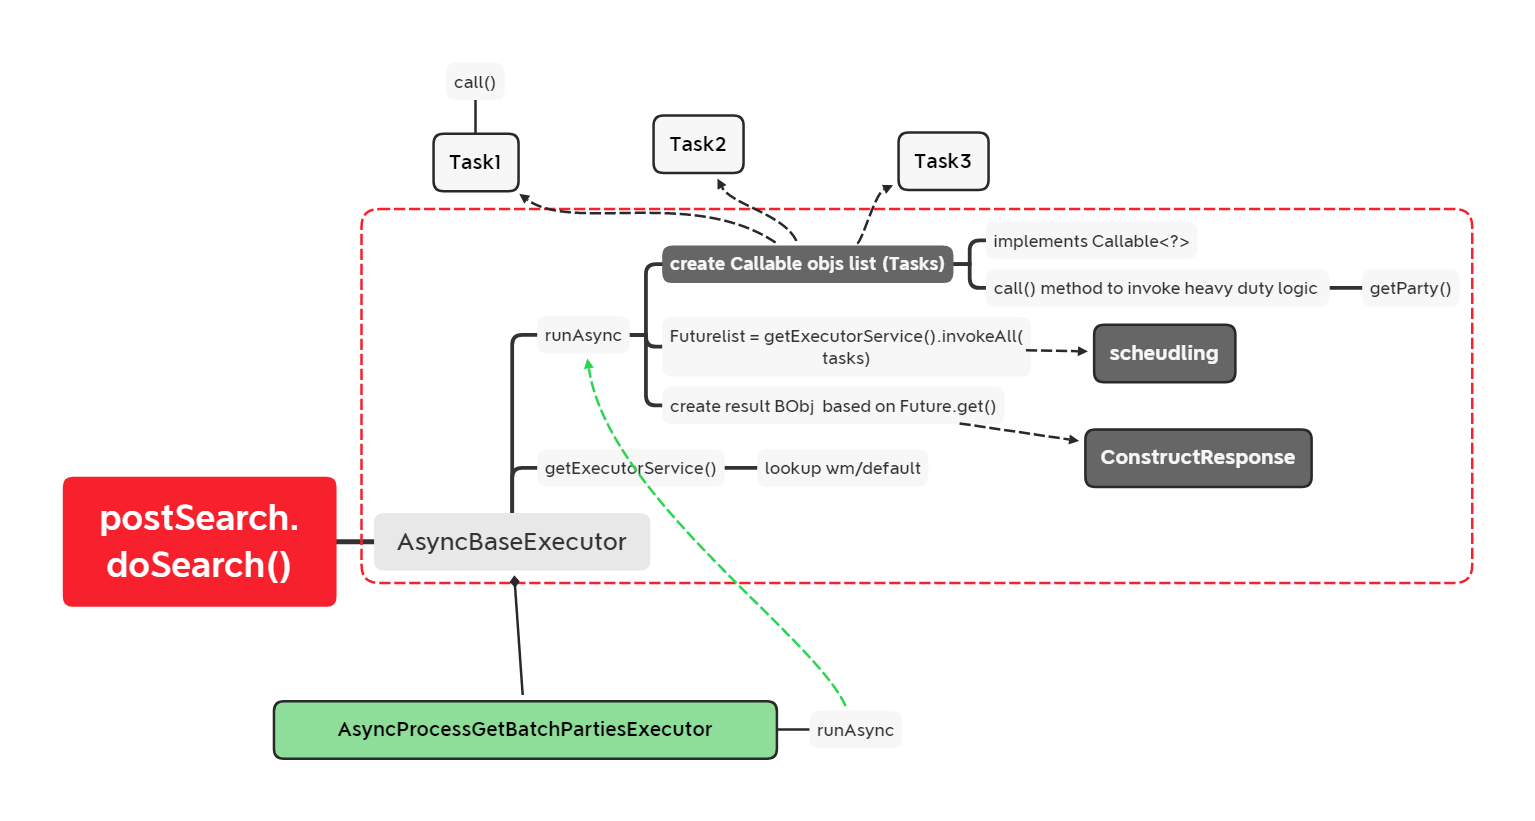 call()
Task1
Task2
Task3
create Callable objs list (Tasks)
implements Callable<?>
call() method to invoke heavy duty logic
getParty()
runAsync
Futurelist = getExecutorService().invokeAll(
tasks)
scheudling
create result BObj  based on Future.get()
ConstructResponse
getExecutorService()
lookup wm/default
postSearch.
doSearch()
AsyncBaseExecutor
AsyncProcessGetBatchPartiesExecutor
runAsync